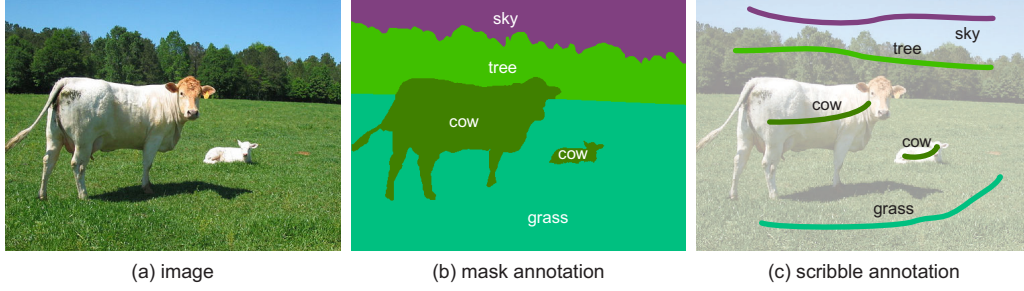 sky
tree
cow
cow
grass
sky
tree
cow
cow
grass
(a) image
(b) mask annotation
(c) scribble annotation